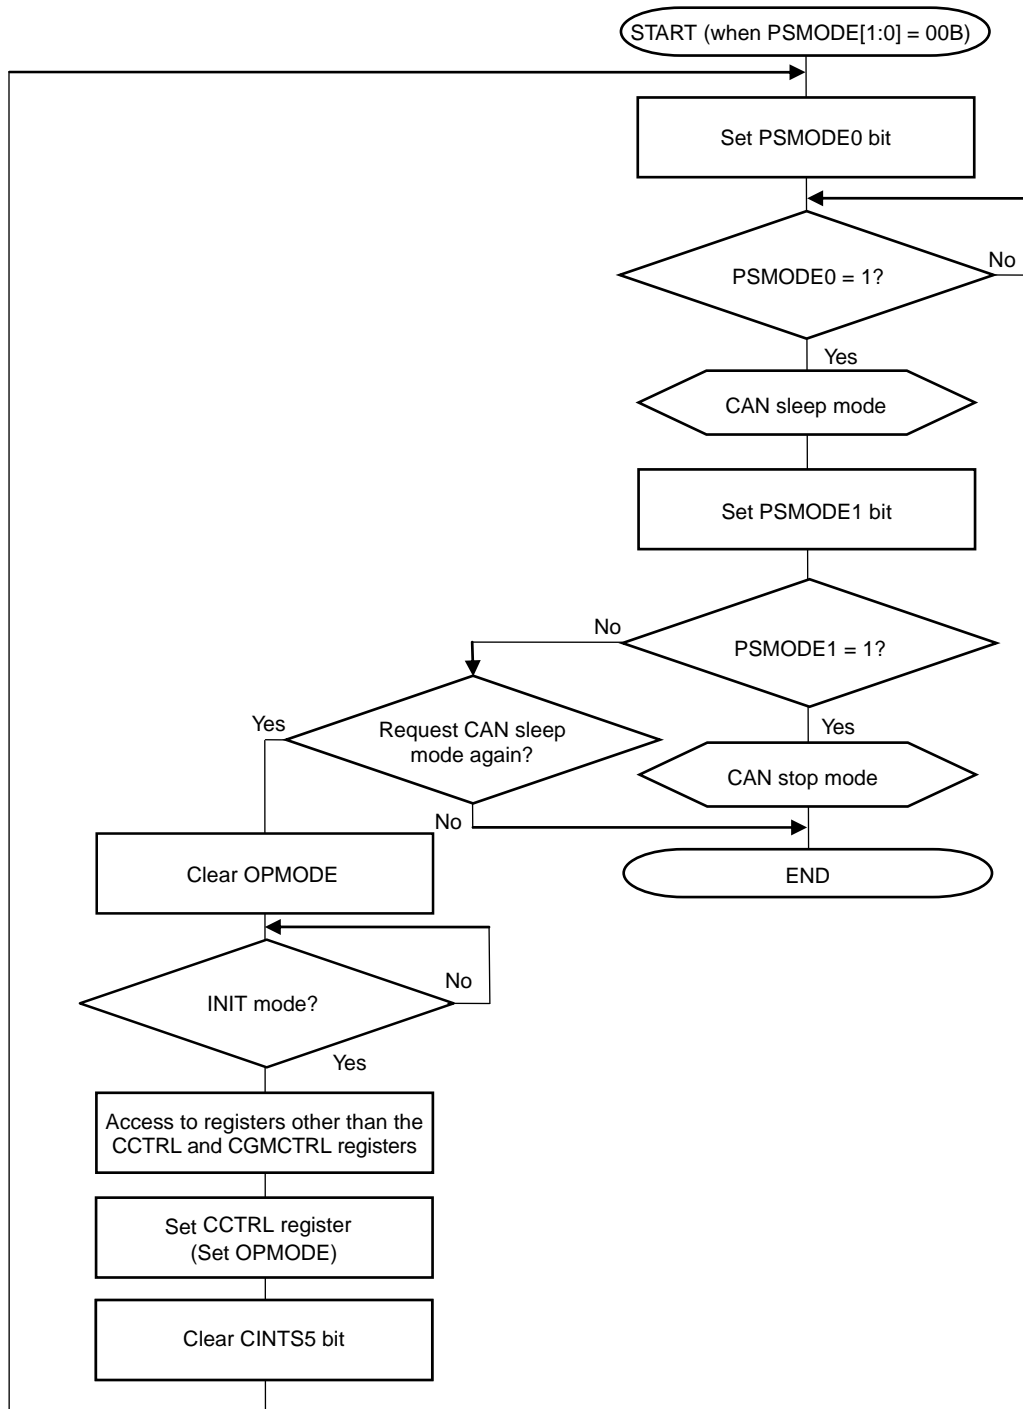 START (when PSMODE[1:0] = 00B)
Set PSMODE0 bit
PSMODE0 = 1?
No
Yes
CAN sleep mode
Set PSMODE1 bit
PSMODE1 = 1?
No
Yes
Request CAN sleep
mode again?
Yes
No
CAN stop mode
END
Clear OPMODE
INIT mode?
No
Yes
Access to registers other than the
CCTRL and CGMCTRL registers
Set CCTRL register
(Set OPMODE)
Clear CINTS5 bit